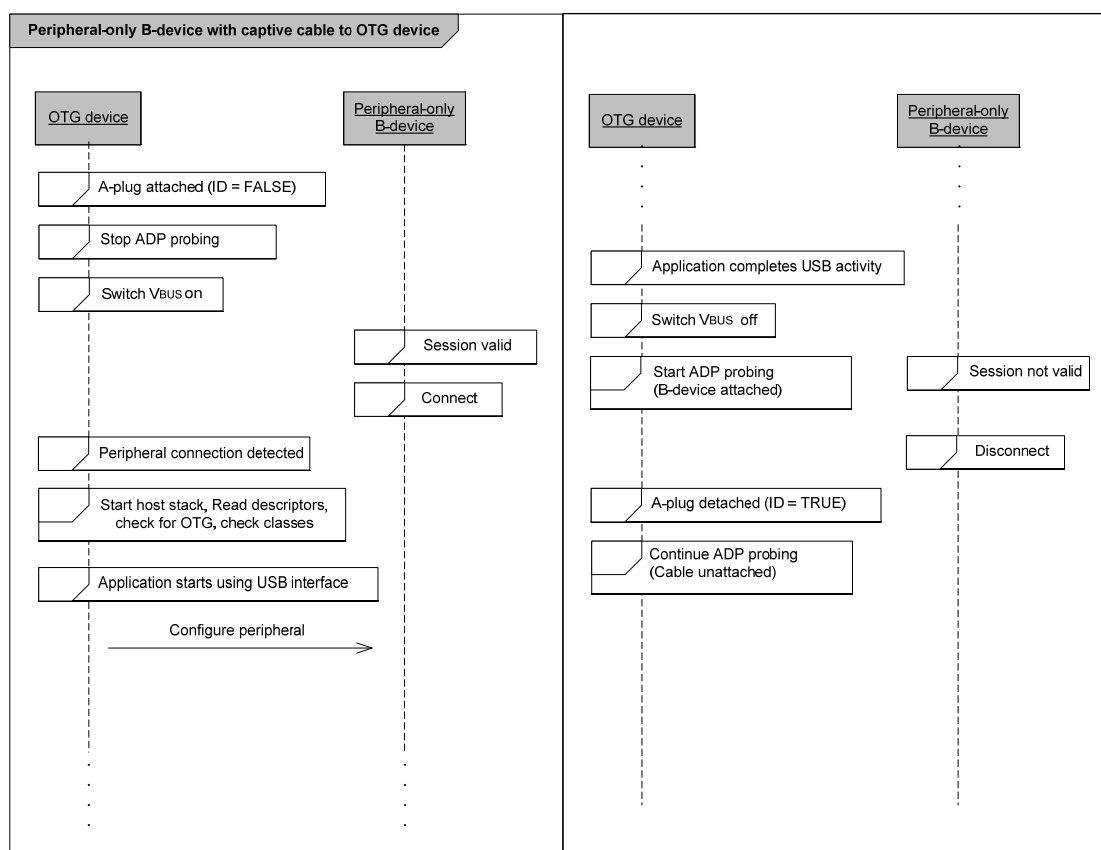 Peripheral-only B-device with captive cable to OTG device
OTG device
Peripheral-only
B-device
A-plug attached (ID = FALSE)
Stop ADP probing
Switch VBUS on
Session valid
Connect
Peripheral connection detected
Start host stack, Read descriptors,
check for OTG, check classes
Application starts using USB interface
Configure peripheral
OTG device
Peripheral-only
B-device
Application completes USB activity
Switch VBUS off
Start ADP probing
(B-device attached)
Session not valid
Disconnect
A-plug detached (ID = TRUE)
Continue ADP probing
(Cable unattached)